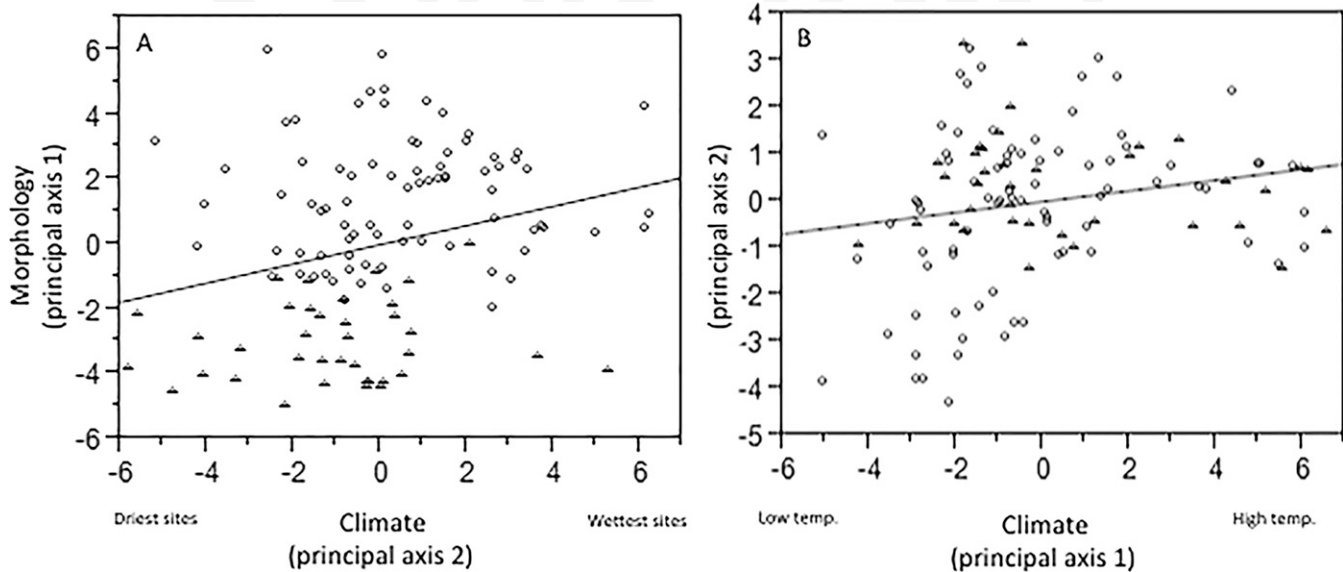 A
Morphology
(principal axis 1)
6
4
2
0
-2
-4
-6
-6 -4 -2 0 2 4 6
Driest sites
Wettest sites
Climate
(principal axis 2)
B
(principal axis 2)
4
3
2
1
0
-1
-2
-3
-4
-5
-6 -4 -2 0 2 4 6
Low temp.
High temp.
Climate
(principal axis 1)